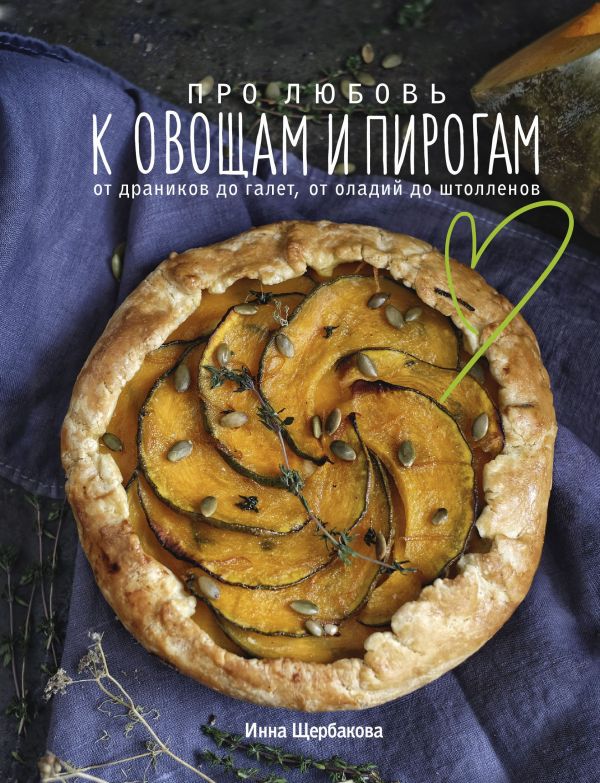 ПРО ЛЮБОВЬ
К ОВОЩАМ И ПИРОГАМ
от драников до галет, от оладий до штолленов
Инна Щербакова